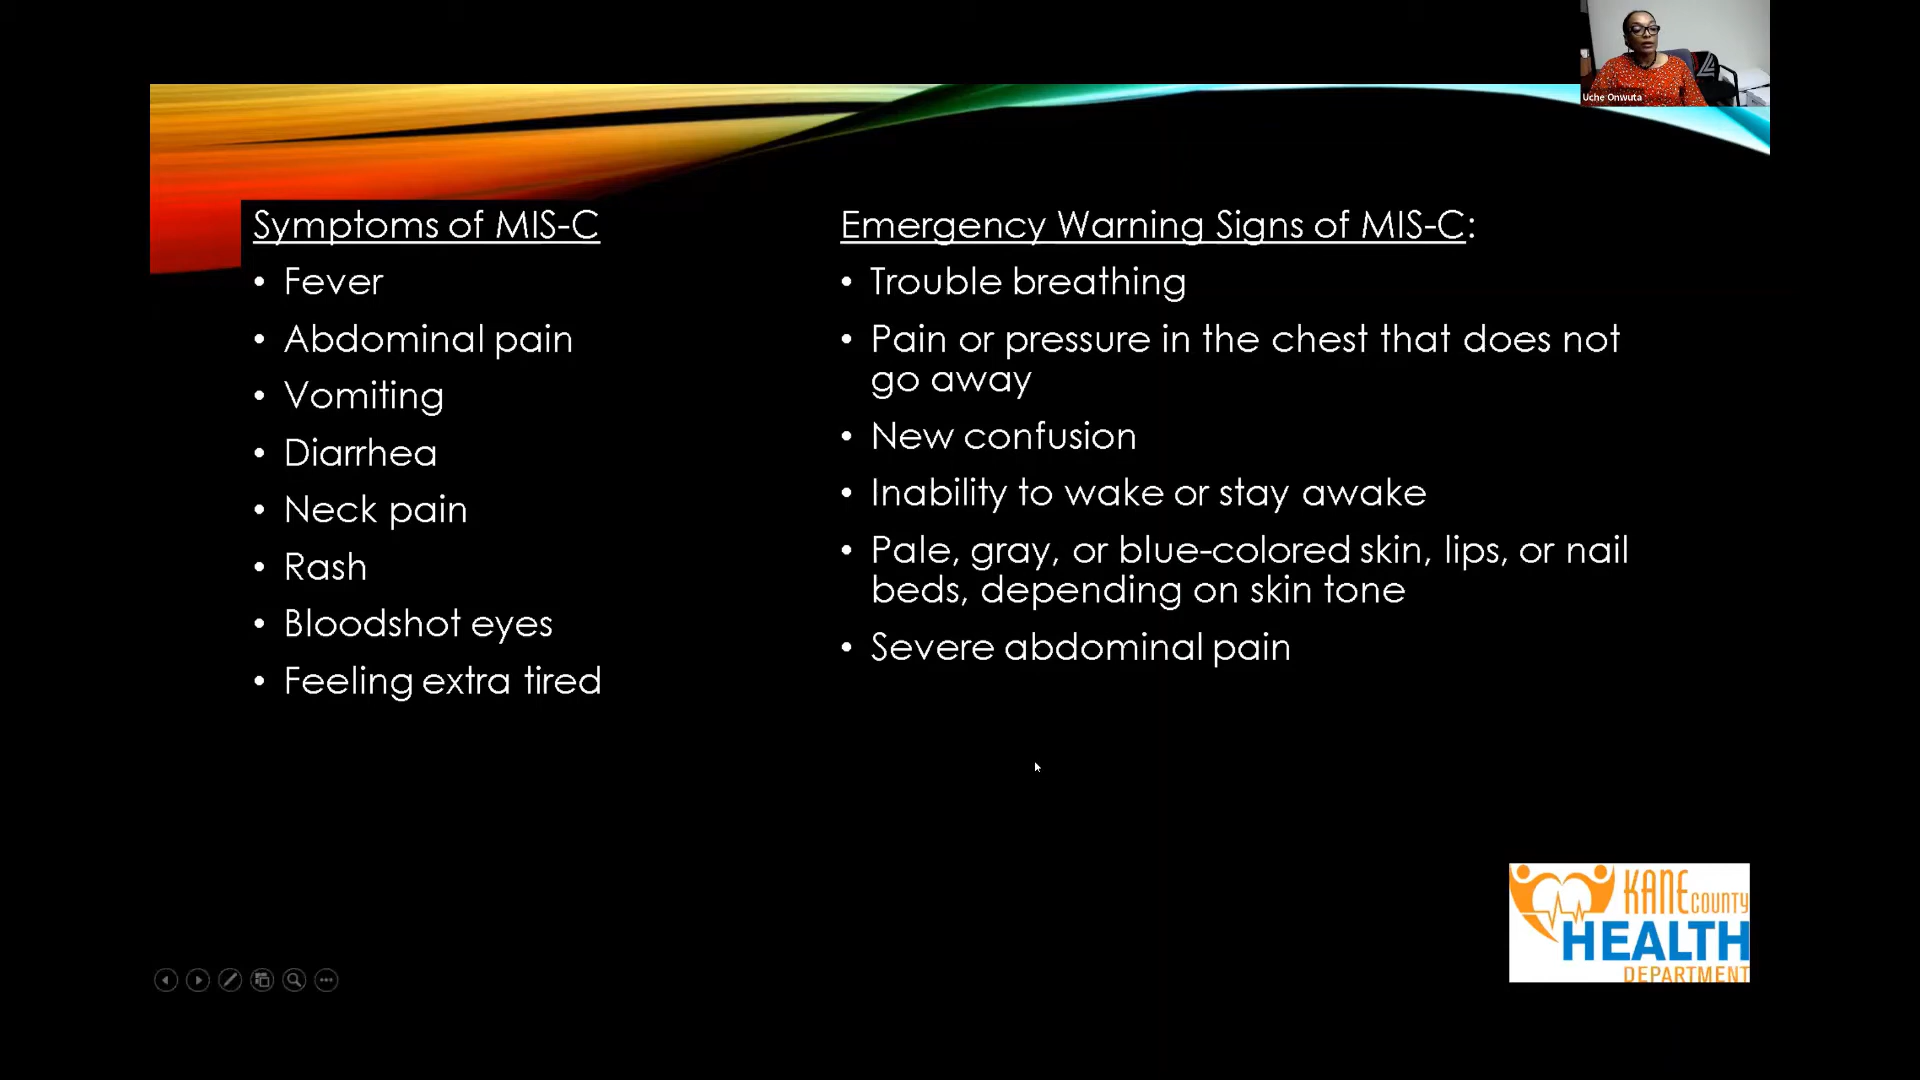 Uche Onwuta
Symptoms of MIS-C
• Fever
• Abdominal pain
• Vomiting
• Diarrhea
• Neck pain
• Rash
• Bloodshot eyes
• Feeling extra tired
Emergency Warning Signs of MIS-C:
• Trouble breathing
• Pain or pressure in the chest that does not
go away
• New confusion
• Inability to wake or stay awake
• Pale, gray, or blue-colored skin, lips, or nail
beds, depending on skin tone
• Severe abdominal pain
KANE COUNTY
HEALTH
DEPARTMENT